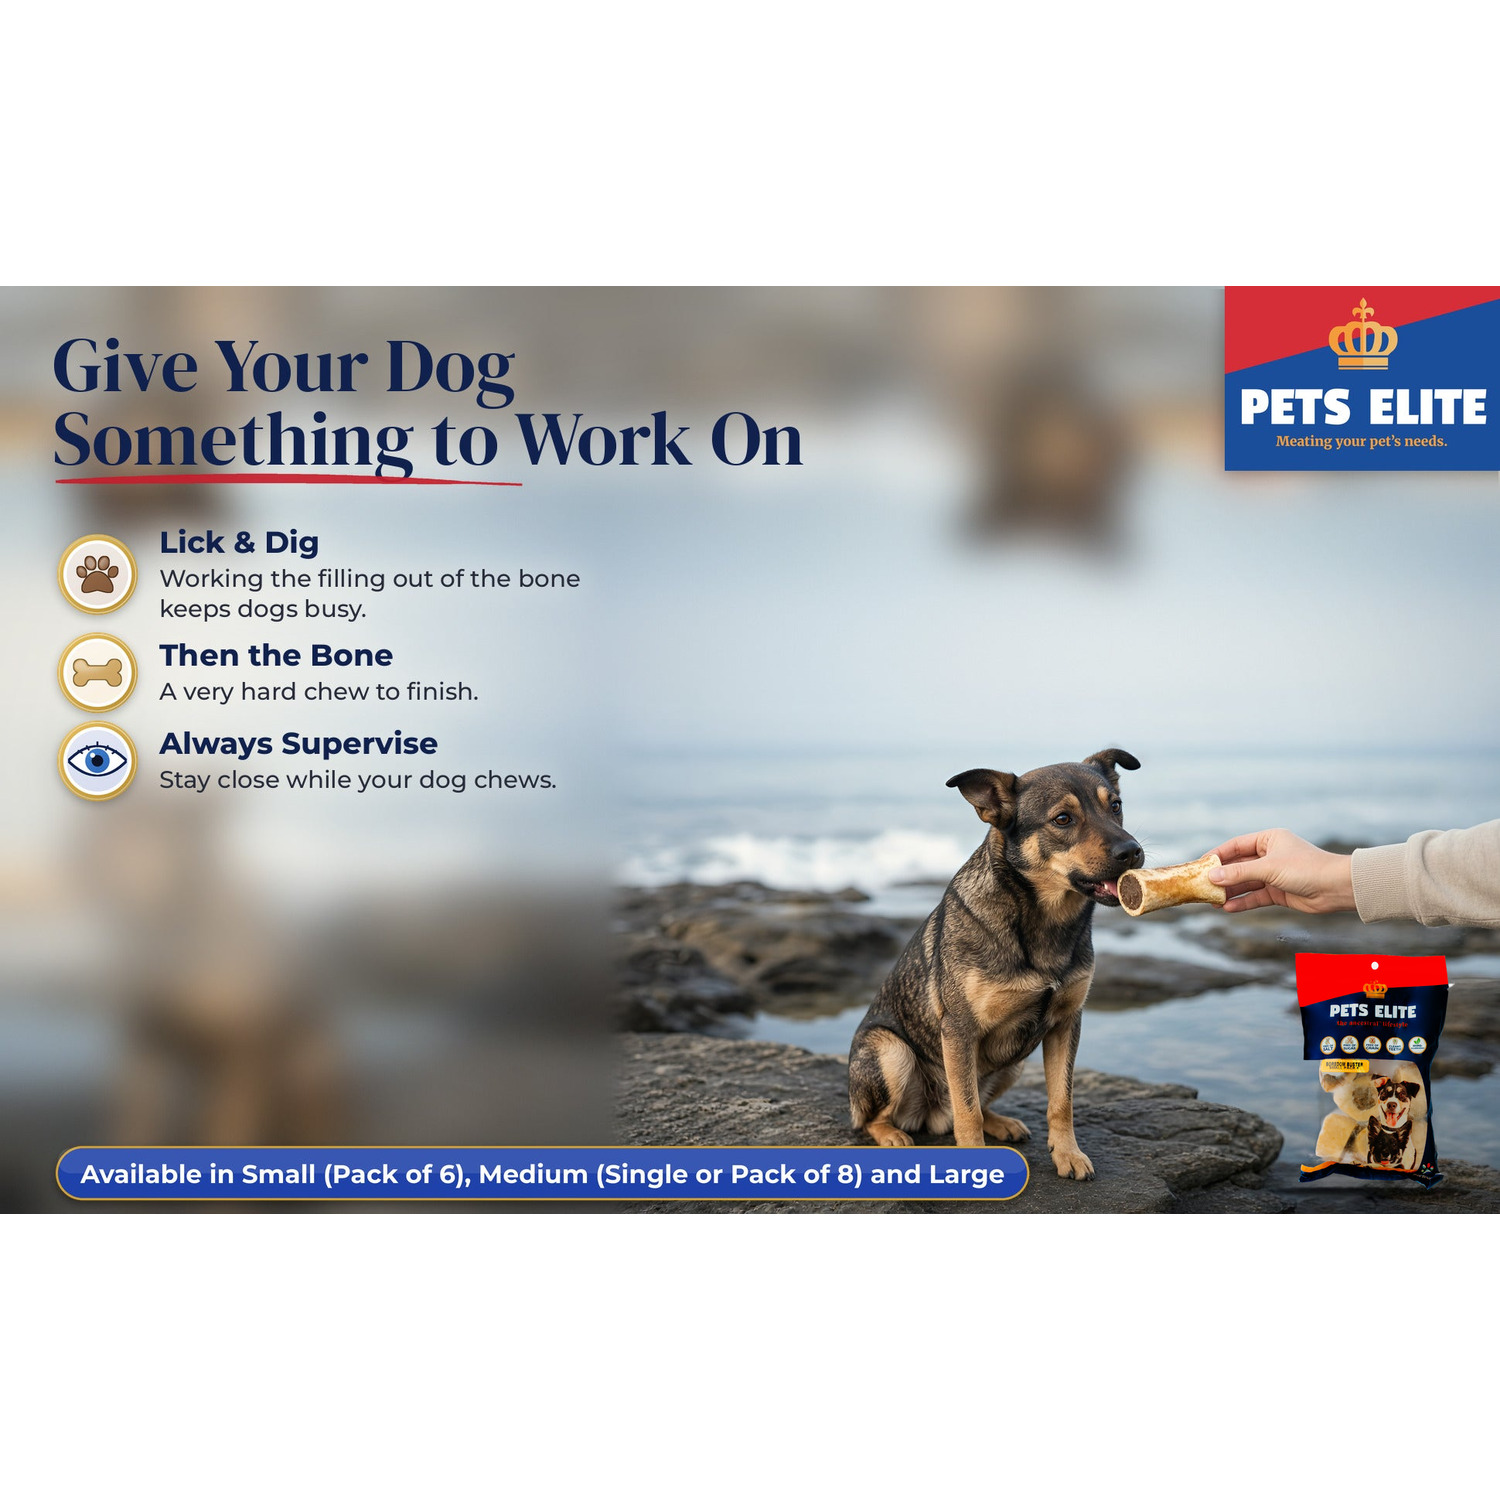 Give Your Dog
Something to Work On
PETS ELITE
Meating your pet's needs.
Lick & Dig
Working the filling out of the bone
keeps dogs busy.
Then the Bone
A very hard chew to finish.
Always Supervise
Stay close while your dog chews.
PETS ELITE
Available in Small (Pack of 6), Medium (Single or Pack of 8) and Large